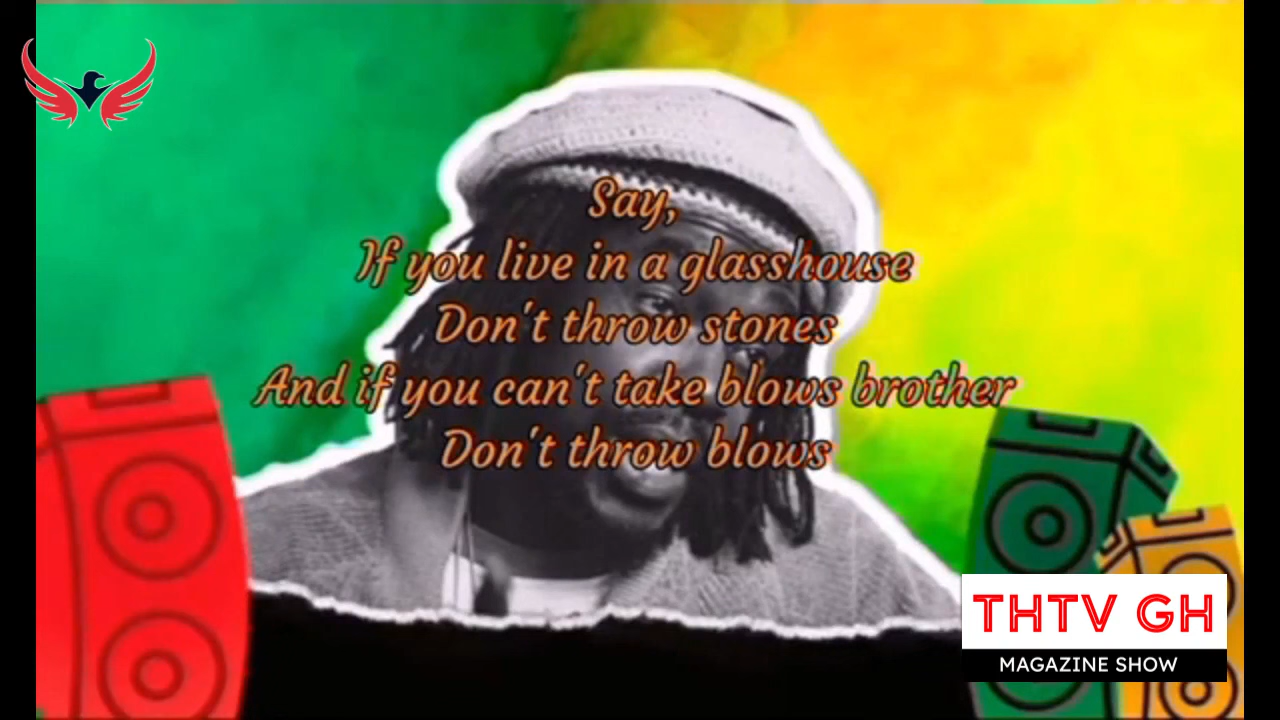 Say,
If you live in a glasshouse
Don't throw stones
And if you can't take blows brother
Don't throw blows
THTV GH
MAGAZINE SHOW